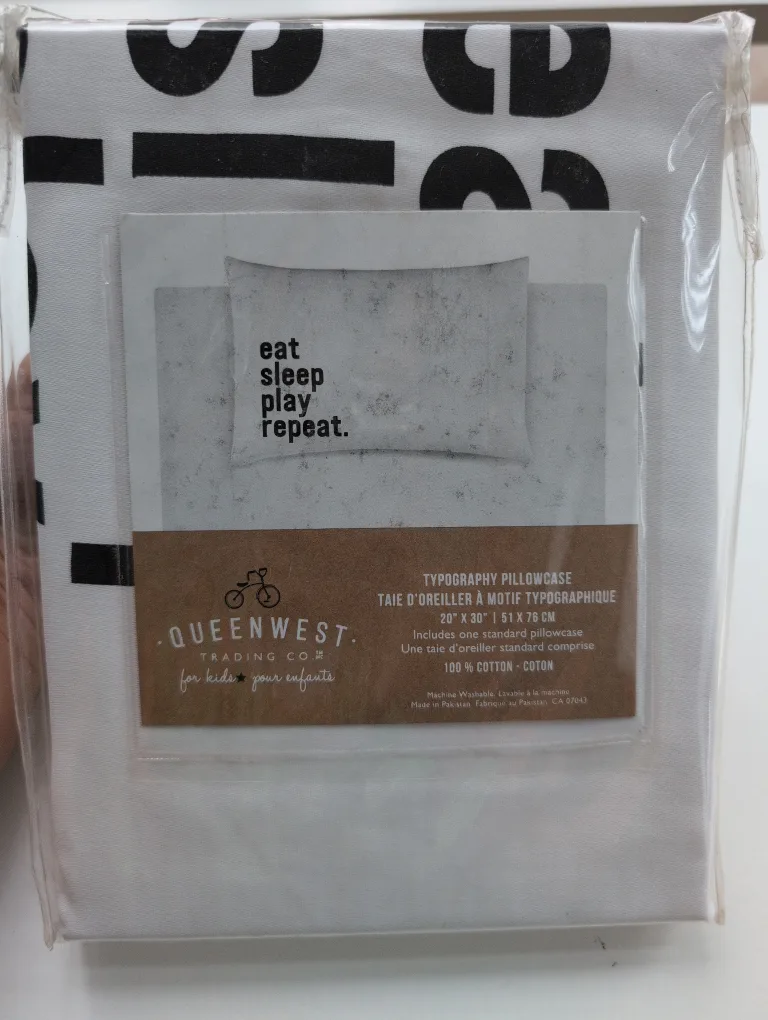 eat
sleep
play
repeat.
QUEENWEST
TRADING CO.
for kids ★ pour enfants
TYPOGRAPHY PILLOWCASE
TAIE D'OREILLER À MOTIF TYPOGRAPHIQUE
20" X 30" | 51 X 76 CM
Includes one standard pillowcase
Une taie d'oreiller standard comprise
100 % COTTON - COTON
Machine Washable. Lavable à la machine
Made in Pakistan. Fabriqué au Pakistan. CA 07043